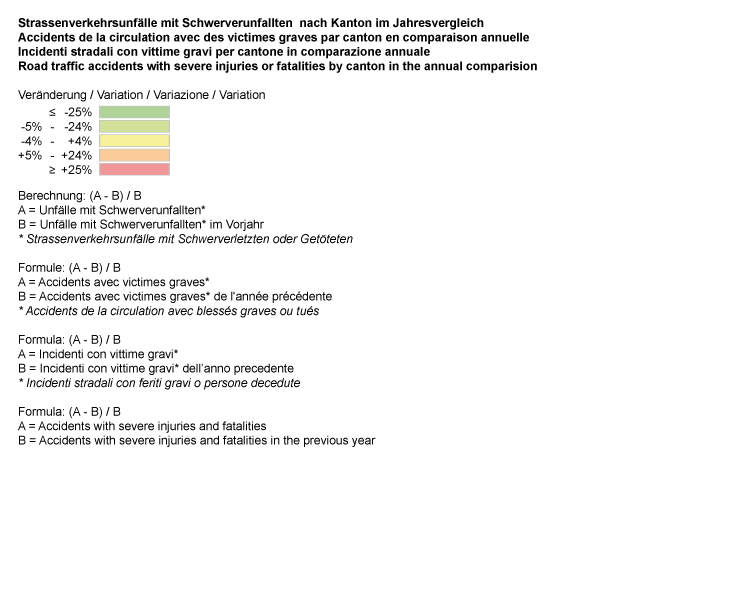 Strassenverkehrsunfälle mit Schwerverunfallten nach Kanton im Jahresvergleich
Accidents de la circulation avec des victimes graves par canton en comparaison annuelle
Incidenti stradali con vittime gravi per cantone in comparazione annuale
Road traffic accidents with severe injuries or fatalities by canton in the annual comparision
Veränderung / Variation / Variazione / Variation
≤ -25%
-5% - -24%
-4% - +4%
+5% - +24%
≥ +25%
Berechnung: (A - B) / B
A = Unfälle mit Schwerverunfallten*
B = Unfälle mit Schwerverunfallten* im Vorjahr
* Strassenverkehrsunfälle mit Schwerverletzten oder Getöteten
Formule: (A - B) / B
A = Accidents avec victimes graves*
B = Accidents avec victimes graves* de l'année précédente
* Accidents de la circulation avec blessés graves ou tués
Formula: (A - B) / B
A = Incidenti con vittime gravi*
B = Incidenti con vittime gravi* dell'anno precedente
* Incidenti stradali con feriti gravi o persone decedute
Formula: (A - B) / B
A = Accidents with severe injuries and fatalities
B = Accidents with severe injuries and fatalities in the previous year